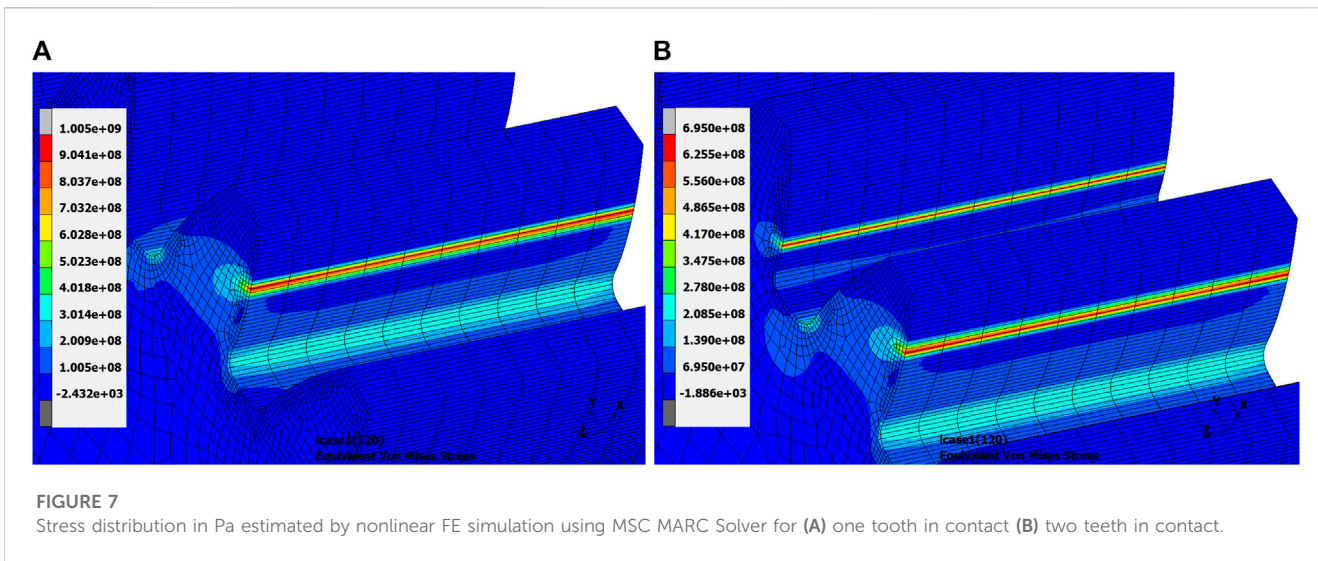 A
B
1.005e+09
9.041e+08
8.037e+08
7.032e+08
6.028e+08
5.023e+08
4.018e+08
3.014e+08
2.009e+08
1.005e+08
-2.432e+03
Y
X
Z
lcase1(120)
Equivalent Von Mises Stress
6.950e+08
6.255e+08
5.560e+08
4.865e+08
4.170e+08
3.475e+08
2.780e+08
2.085e+08
1.390e+08
6.950e+07
-1.886e+03
Y
X
Z
lcase1(120)
Equivalent Von Mises Stress
FIGURE 7
Stress distribution in Pa estimated by nonlinear FE simulation using MSC MARC Solver for (A) one tooth in contact (B) two teeth in contact.